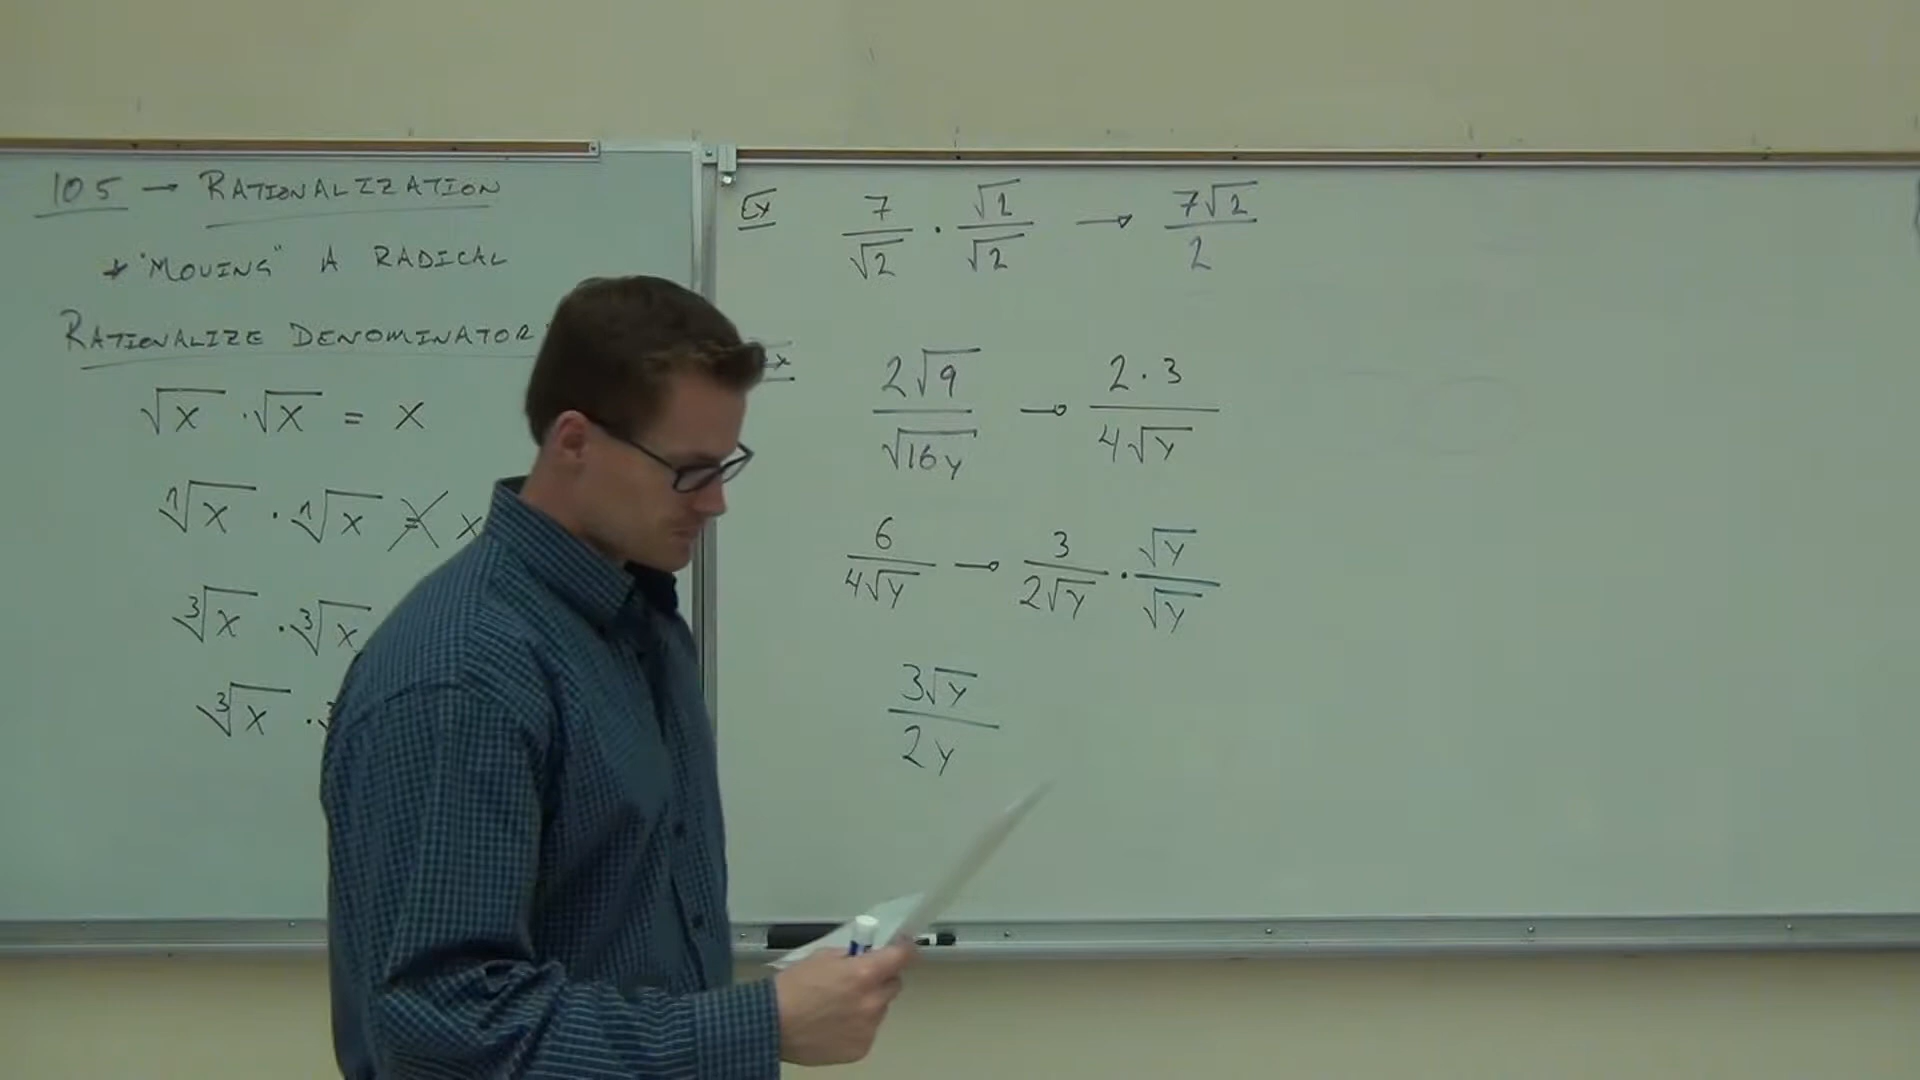 10 5 → RATIONALIZATION
* "MOVING" A RADICAL
RATIONALIZE DENOMINATOR
√x · √x = x
ⁿ√x · ⁿ√x ≠ x
³√x · ³√x
³√x ·
Ex 7/√2 · √2/√2 → 7√2/2
2√9/√16y → 2·3/4√y
6/4√y → 3/2√y · √y/√y
3√y/2y